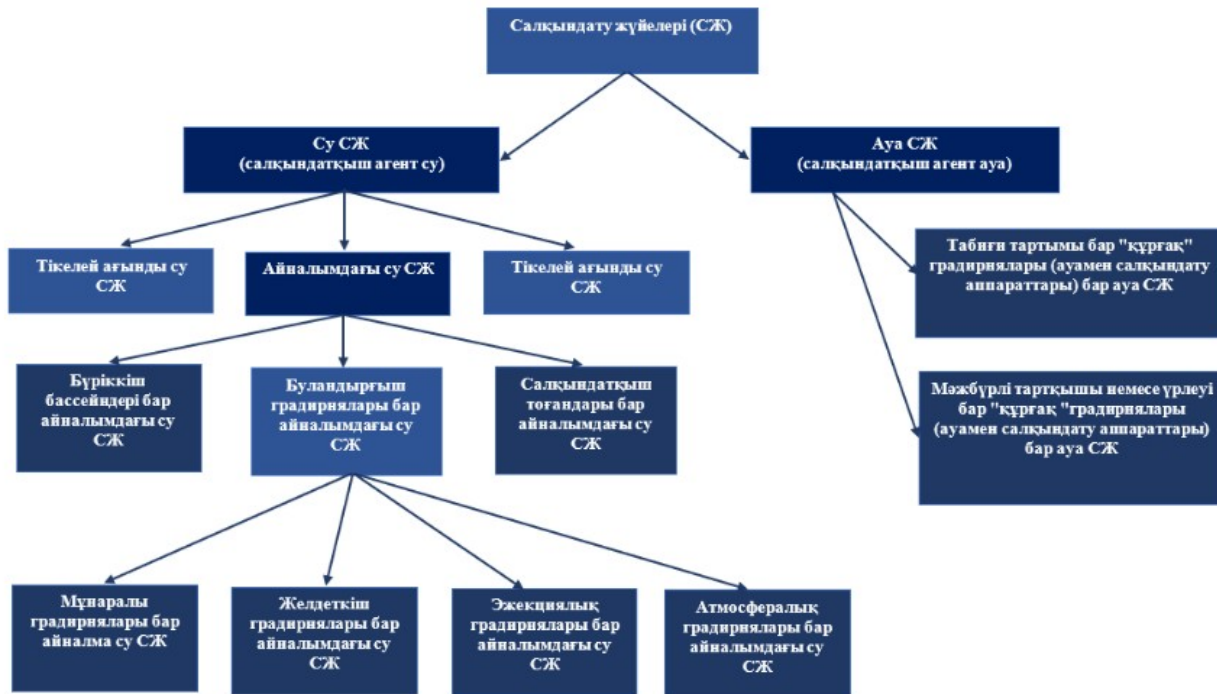 Салқындату жүйелері (СЖ)
Су СЖ
(салқындатқыш агент су)
Ауа СЖ
(салқындатқыш агент ауа)
Тікелей ағынды су
СЖ
Айналымдағы су СЖ
Тікелей ағынды су
СЖ
Табиғи тартымы бар "құрғақ"
градирнялары (ауамен салқындату
аппараттары) бар ауа СЖ
Бүріккіш
бассейндері бар
айналымдағы су
СЖ
Буландырғыш
градирнялары бар
айналымдағы су
СЖ
Салқындатқыш
тоғандары бар
айналымдағы су
СЖ
Мәжбүрлі тартқышы немесе үрлеуі
бар "құрғақ "градирнялары
(ауамен салқындату аппараттары)
бар ауа СЖ
Мұнаралы
градирнялары бар
айналма су СЖ
Желдеткіш
градирнялары бар
айналымдағы су
СЖ
Эжекциялық
градирнялары бар
айналымдағы су
СЖ
Атмосфералық
градирнялары бар
айналымдағы су
СЖ